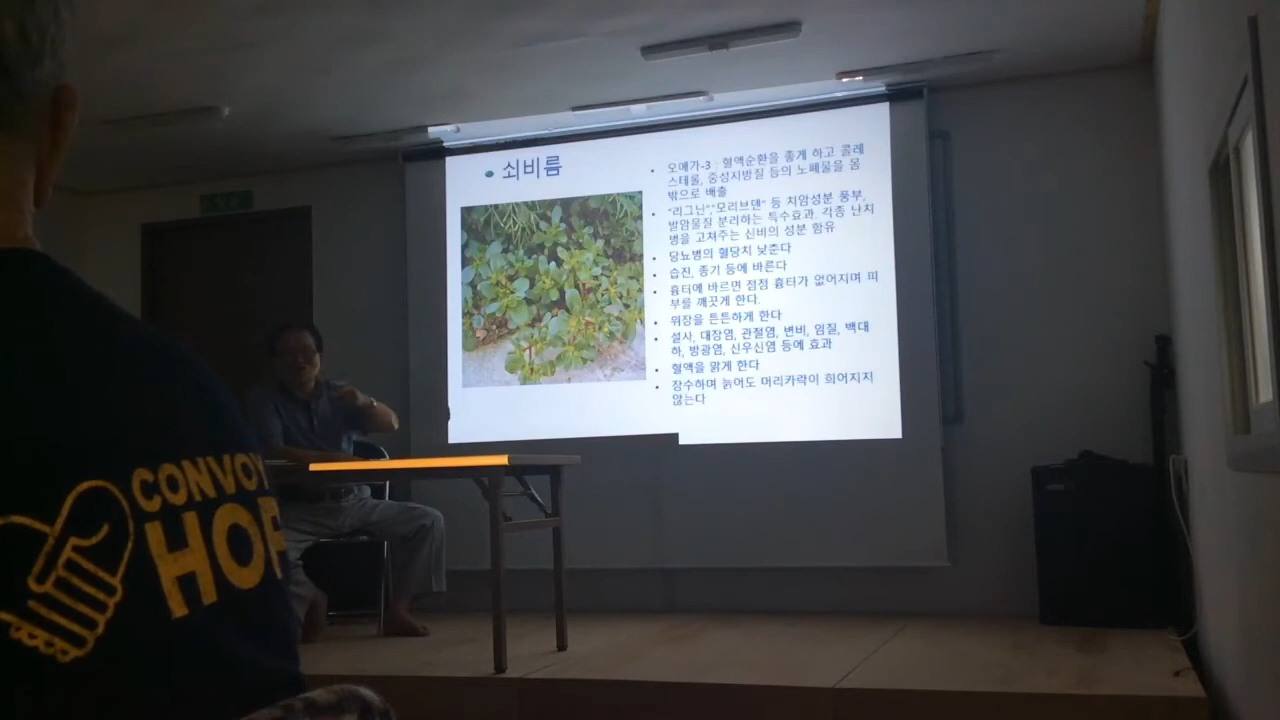 쇠비름
오메가-3 : 혈액순환을 좋게 하고 콜레
스테롤, 중성지방질 등의 노폐물을 몸
밖으로 배출
"리그닌","모리브덴" 등 치암성분 풍부,
발암물질 분리하는 특수효과. 각종 난치
병을 고쳐주는 신비의 성분 함유
당뇨병의 혈당치 낮춘다
습진, 종기 등에 바른다
흉터에 바르면 점점 흉터가 없어지며 피
부를 깨끗게 한다.
위장을 튼튼하게 한다
설사, 대장염, 관절염, 변비, 임질, 백대
하, 방광염, 신우신염 등에 효과
혈액을 맑게 한다
장수하며 늙어도 머리카락이 희어지지
않는다
CONVOY
HOP